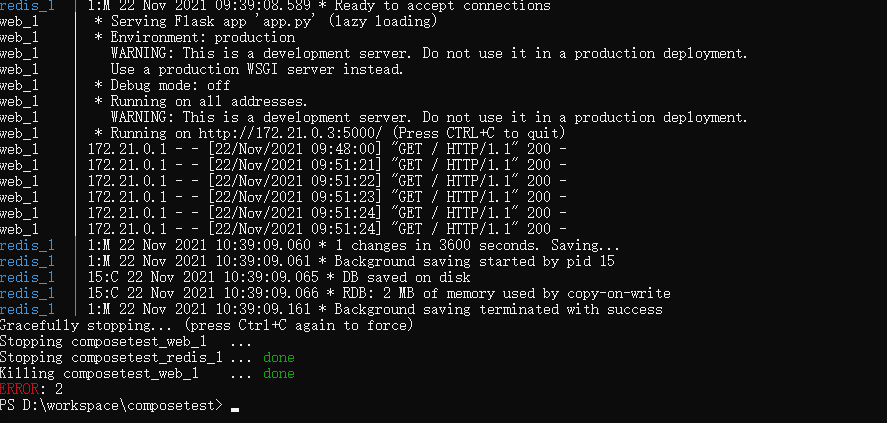 redis_1 | 1:M 22 Nov 2021 09:39:08.589 * Ready to accept connections
web_1 | * Serving Flask app 'app.py' (lazy loading)
web_1 | * Environment: production
web_1 | WARNING: This is a development server. Do not use it in a production deployment.
web_1 | Use a production WSGI server instead.
web_1 | * Debug mode: off
web_1 | * Running on all addresses.
web_1 | WARNING: This is a development server. Do not use it in a production deployment.
web_1 | * Running on http://172.21.0.3:5000/ (Press CTRL+C to quit)
web_1 | 172.21.0.1 - - [22/Nov/2021 09:48:00] "GET / HTTP/1.1" 200 -
web_1 | 172.21.0.1 - - [22/Nov/2021 09:51:21] "GET / HTTP/1.1" 200 -
web_1 | 172.21.0.1 - - [22/Nov/2021 09:51:22] "GET / HTTP/1.1" 200 -
web_1 | 172.21.0.1 - - [22/Nov/2021 09:51:23] "GET / HTTP/1.1" 200 -
web_1 | 172.21.0.1 - - [22/Nov/2021 09:51:24] "GET / HTTP/1.1" 200 -
web_1 | 172.21.0.1 - - [22/Nov/2021 09:51:24] "GET / HTTP/1.1" 200 -
redis_1 | 1:M 22 Nov 2021 10:39:09.060 * 1 changes in 3600 seconds. Saving...
redis_1 | 1:M 22 Nov 2021 10:39:09.061 * Background saving started by pid 15
redis_1 | 15:C 22 Nov 2021 10:39:09.065 * DB saved on disk
redis_1 | 15:C 22 Nov 2021 10:39:09.066 * RDB: 2 MB of memory used by copy-on-write
redis_1 | 1:M 22 Nov 2021 10:39:09.161 * Background saving terminated with success
Gracefully stopping... (press Ctrl+C again to force)
Stopping composetest_web_1 ...
Stopping composetest_redis_1 ... done
Killing composetest_web_1 ... done
ERROR: 2
PS D:\workspace\composetest> _